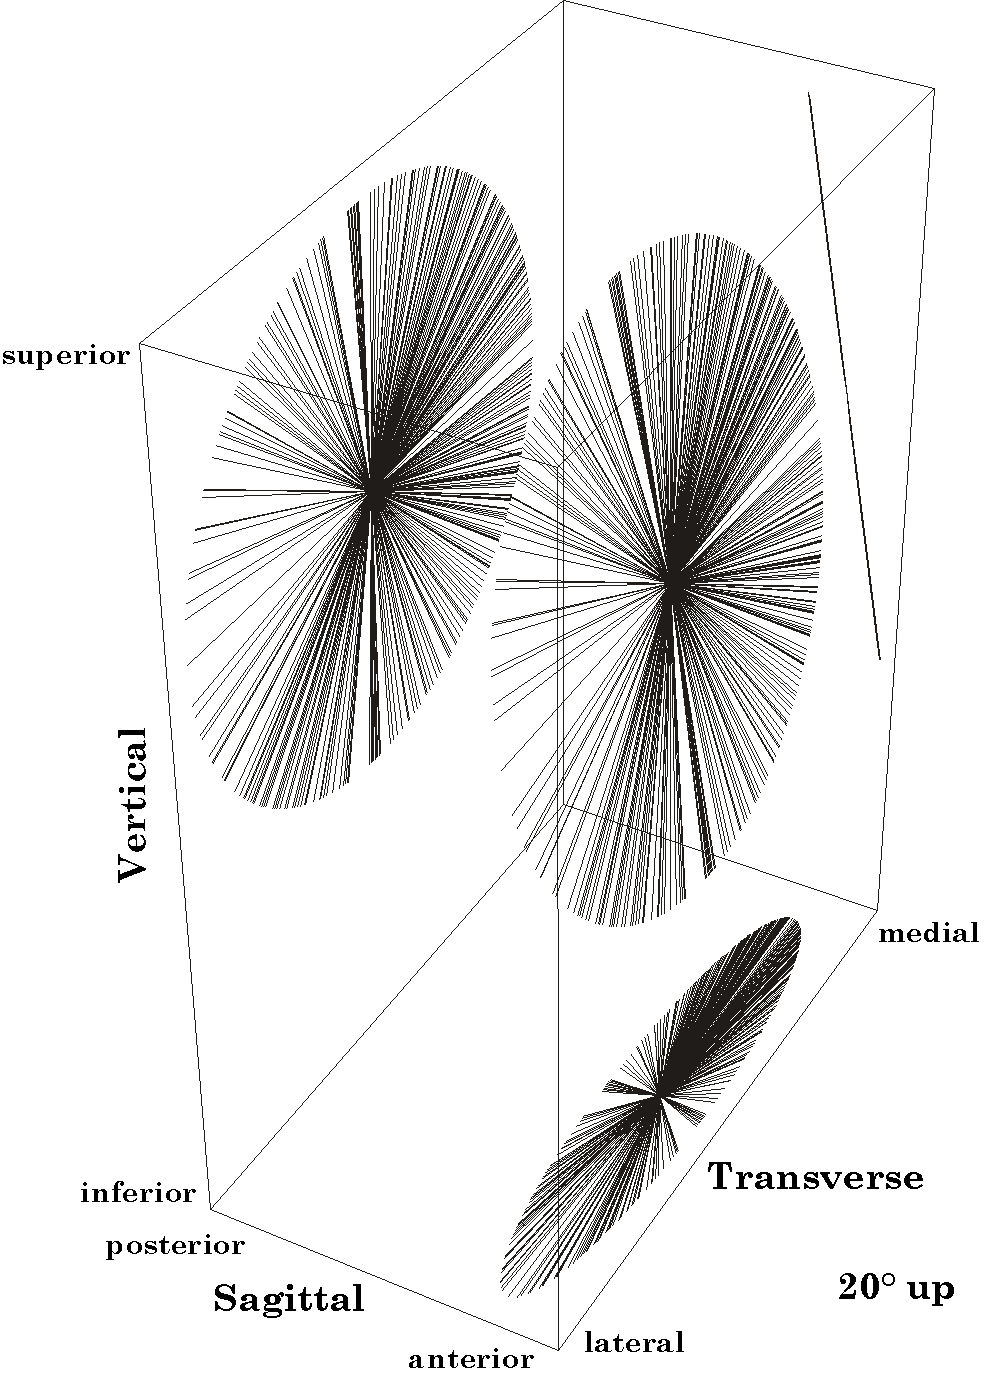 superior
Vertical
medial
Transverse
inferior
posterior
Sagittal
20° up
lateral
anterior